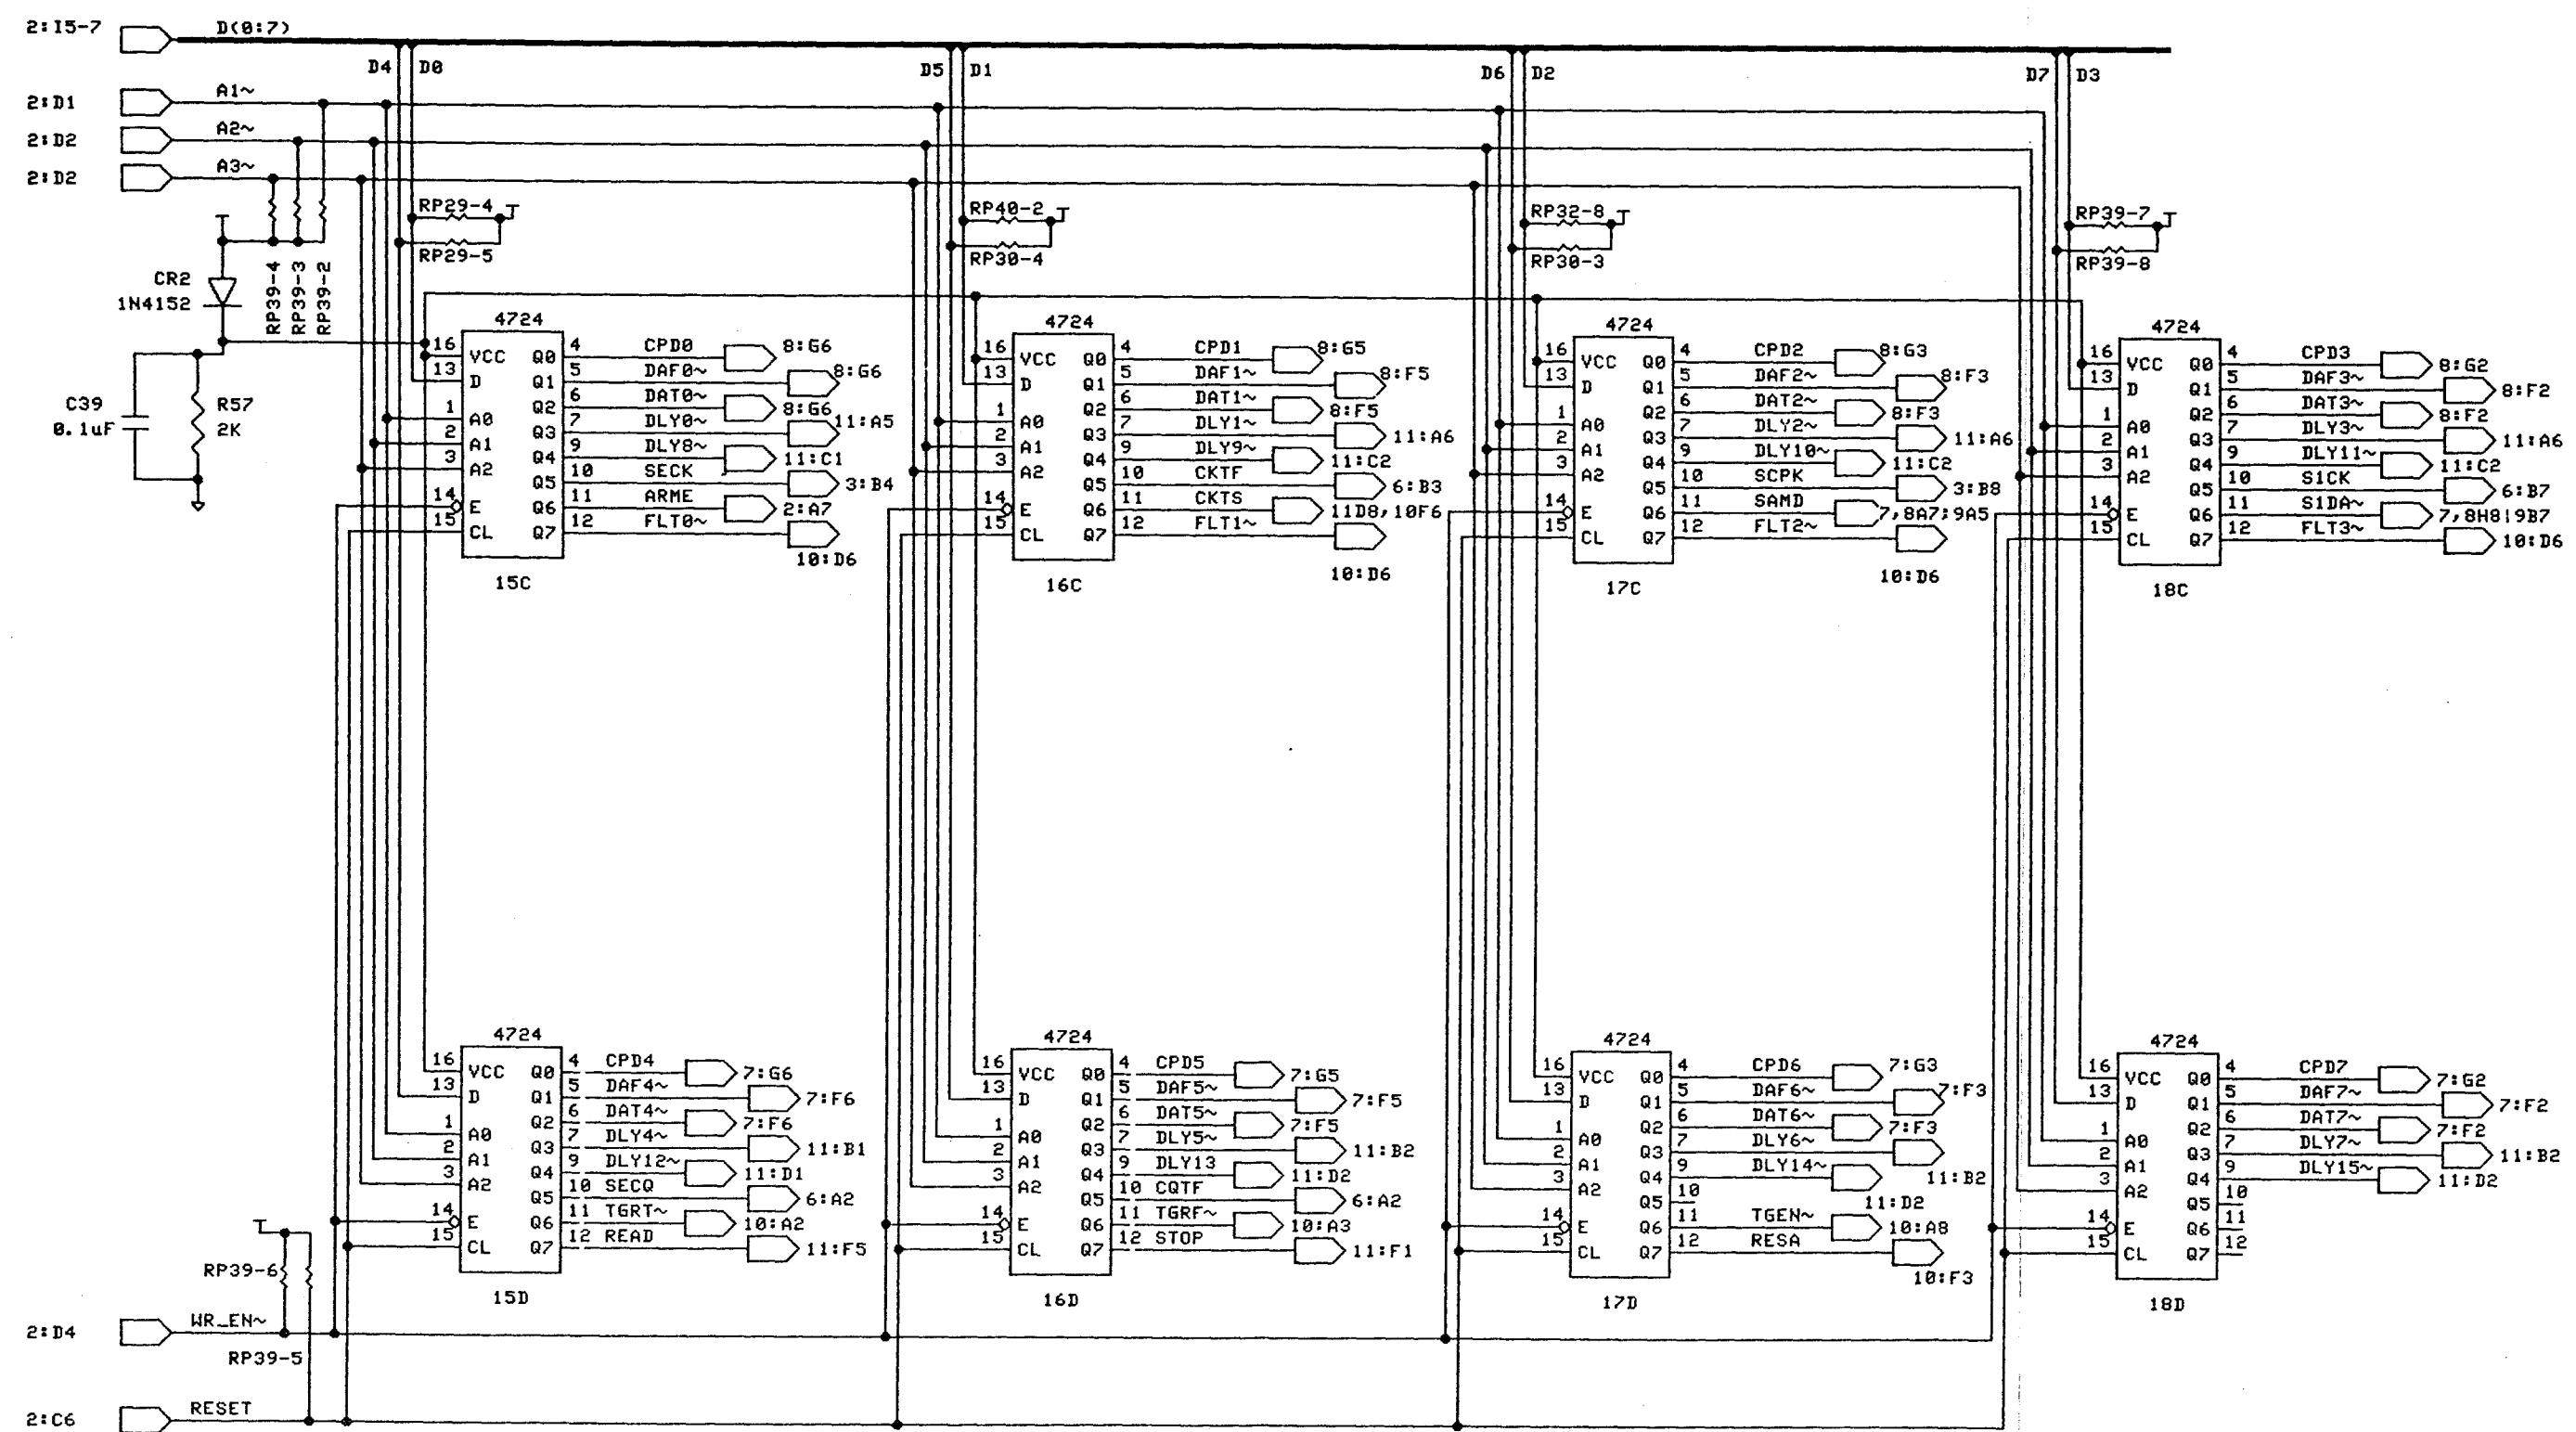 2:I5-7 D(0:7)
D4 D0 D5 D1 D6 D2 D7 D3
2:D1 A1~
2:D2 A2~
2:D2 A3~
RP29-4 RP40-2 RP32-8 RP39-7
RP29-5 RP30-4 RP30-3 RP39-8
CR2
1N4152
RP39-4
RP39-3
RP39-2
C39
0.1uF
R57
2K
4724
16 VCC Q0 4 CPD0 8:G6
13 D Q1 5 DAF0~ 8:G6
Q2 6 DAT0~ 8:G6
1 A0 Q3 7 DLY0~ 11:A5
2 A1 Q4 9 DLY8~ 11:C1
3 A2 Q5 10 SECK 3:B4
14 E Q6 11 ARME 2:A7
15 CL Q7 12 FLT0~ 10:D6
15C
4724
16 VCC Q0 4 CPD1 8:G5
13 D Q1 5 DAF1~ 8:F5
Q2 6 DAT1~ 8:F5
1 A0 Q3 7 DLY1~ 11:A6
2 A1 Q4 9 DLY9~ 11:C2
3 A2 Q5 10 CKTF 6:B3
14 E Q6 11 CKTS 11D8,10F6
15 CL Q7 12 FLT1~ 10:D6
16C
4724
16 VCC Q0 4 CPD2 8:G3
13 D Q1 5 DAF2~ 8:F3
Q2 6 DAT2~ 8:F3
1 A0 Q3 7 DLY2~ 11:A6
2 A1 Q4 9 DLY10~ 11:C2
3 A2 Q5 10 SCPK 3:B8
14 E Q6 11 SAMD 7,8A7;9A5
15 CL Q7 12 FLT2~ 10:D6
17C
4724
16 VCC Q0 4 CPD3 8:G2
13 D Q1 5 DAF3~ 8:F2
Q2 6 DAT3~ 8:F2
1 A0 Q3 7 DLY3~ 11:A6
2 A1 Q4 9 DLY11~ 11:C2
3 A2 Q5 10 S1CK 6:B7
14 E Q6 11 S1DA~ 7,8H8!9B7
15 CL Q7 12 FLT3~ 10:D6
18C
4724
16 VCC Q0 4 CPD4 7:G6
13 D Q1 5 DAF4~ 7:F6
Q2 6 DAT4~ 7:F6
1 A0 Q3 7 DLY4~ 11:B1
2 A1 Q4 9 DLY12~ 11:D1
3 A2 Q5 10 SECQ 6:A2
14 E Q6 11 TGRT~ 10:A2
15 CL Q7 12 READ 11:F5
15D
4724
16 VCC Q0 4 CPD5 7:G5
13 D Q1 5 DAF5~ 7:F5
Q2 6 DAT5~ 7:F5
1 A0 Q3 7 DLY5~ 11:B2
2 A1 Q4 9 DLY13 11:D2
3 A2 Q5 10 CQTF 6:A2
14 E Q6 11 TGRF~ 10:A3
15 CL Q7 12 STOP 11:F1
16D
4724
16 VCC Q0 4 CPD6 7:G3
13 D Q1 5 DAF6~ 7:F3
Q2 6 DAT6~ 7:F3
1 A0 Q3 7 DLY6~ 11:B2
2 A1 Q4 9 DLY14~ 11:D2
3 A2 Q5 10
14 E Q6 11 TGEN~ 10:A8
15 CL Q7 12 RESA 10:F3
17D
4724
16 VCC Q0 4 CPD7 7:G2
13 D Q1 5 DAF7~ 7:F2
Q2 6 DAT7~ 7:F2
1 A0 Q3 7 DLY7~ 11:B2
2 A1 Q4 9 DLY15~ 11:D2
3 A2 Q5 10
14 E Q6 11
15 CL Q7 12
18D
RP39-6
2:D4 WR_EN~
RP39-5
2:C6 RESET